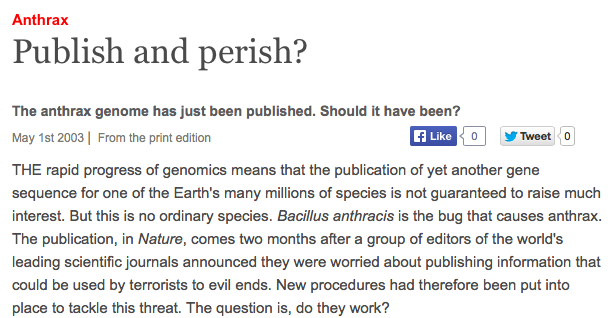 Anthrax
Publish and perish?
The anthrax genome has just been published. Should it have been?
May 1st 2003 | From the print edition
Like 0 Tweet 0
THE rapid progress of genomics means that the publication of yet another gene
sequence for one of the Earth's many millions of species is not guaranteed to raise much
interest. But this is no ordinary species. Bacillus anthracis is the bug that causes anthrax.
The publication, in Nature, comes two months after a group of editors of the world's
leading scientific journals announced they were worried about publishing information that
could be used by terrorists to evil ends. New procedures had therefore been put into
place to tackle this threat. The question is, do they work?